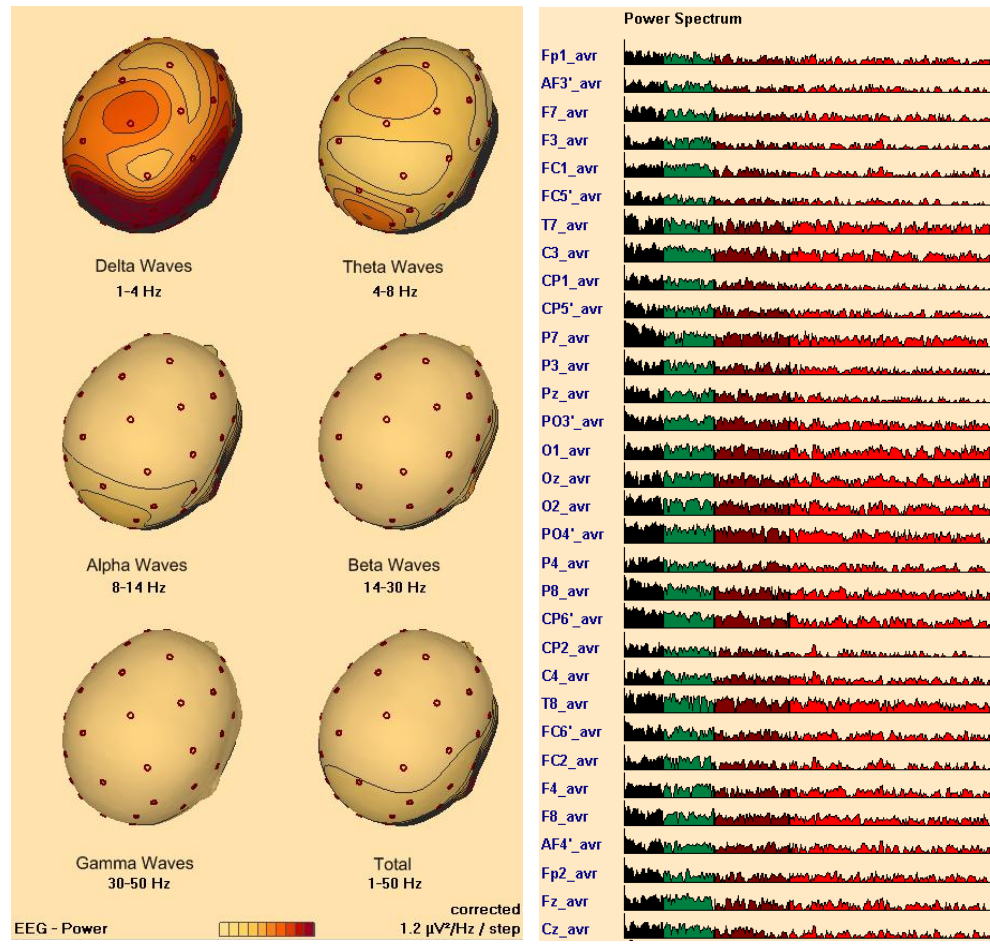 Delta Waves
1-4 Hz
Theta Waves
4-8 Hz
Alpha Waves
8-14 Hz
Beta Waves
14-30 Hz
Gamma Waves
30-50 Hz
Total
1-50 Hz
corrected
EEG - Power
1.2 µV²/Hz / step
Power Spectrum
Fp1_avr
AF3'_avr
F7_avr
F3_avr
FC1_avr
FC5'_avr
T7_avr
C3_avr
CP1_avr
CP5'_avr
P7_avr
P3_avr
Pz_avr
PO3'_avr
O1_avr
Oz_avr
O2_avr
PO4'_avr
P4_avr
P8_avr
CP6'_avr
CP2_avr
C4_avr
T8_avr
FC6'_avr
FC2_avr
F4_avr
F8_avr
AF4'_avr
Fp2_avr
Fz_avr
Cz_avr